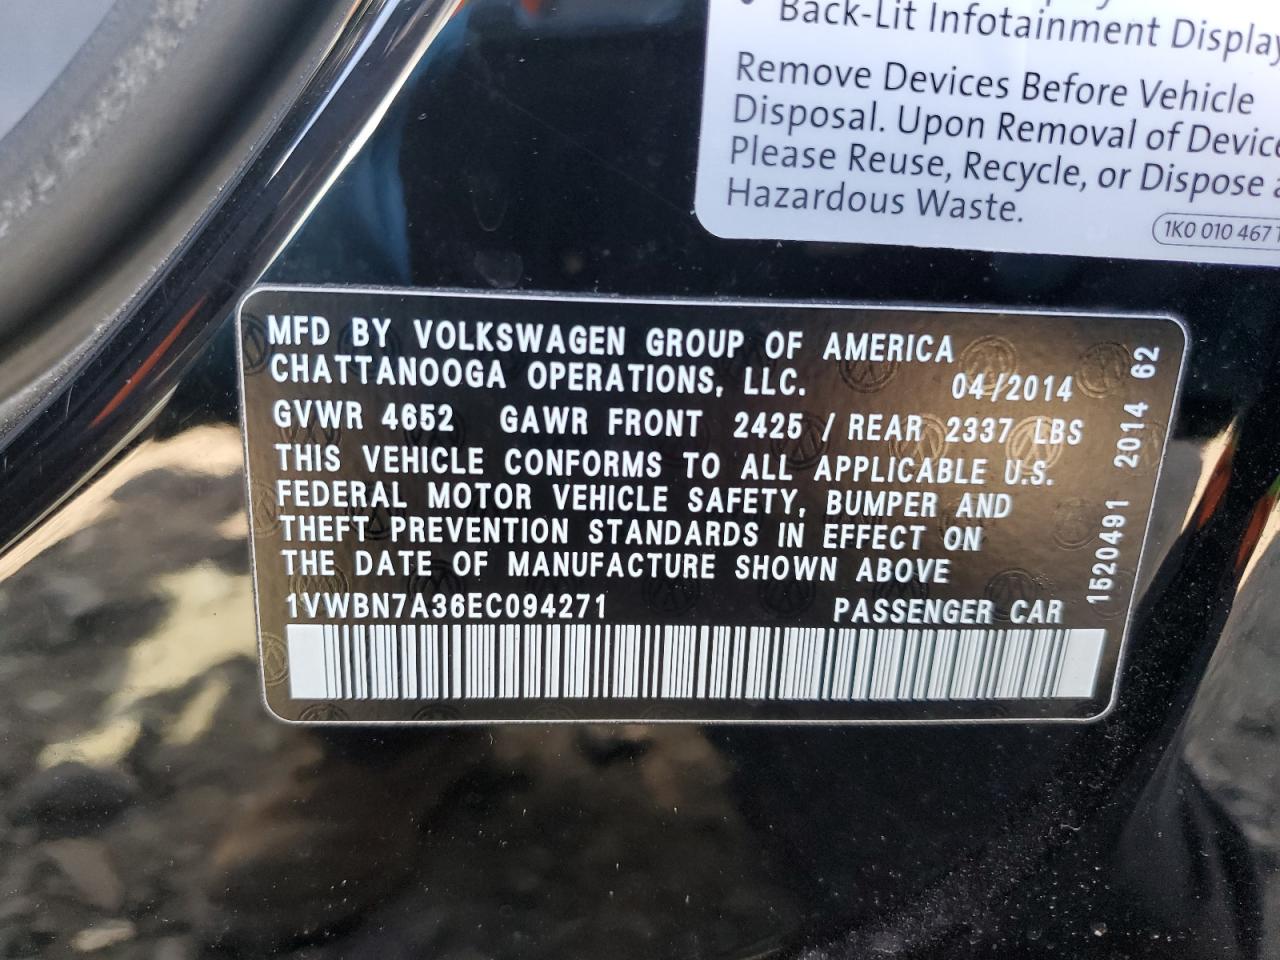 Back-Lit Infotainment Display
Remove Devices Before Vehicle
Disposal. Upon Removal of Device
Please Reuse, Recycle, or Dispose a
Hazardous Waste.
1K0 010 467
MFD BY VOLKSWAGEN GROUP OF AMERICA
CHATTANOOGA OPERATIONS, LLC. 04/2014
GVWR 4652 GAWR FRONT 2425 / REAR 2337 LBS
THIS VEHICLE CONFORMS TO ALL APPLICABLE U.S.
FEDERAL MOTOR VEHICLE SAFETY, BUMPER AND
THEFT PREVENTION STANDARDS IN EFFECT ON
THE DATE OF MANUFACTURE SHOWN ABOVE
1VWBN7A36EC094271 PASSENGER CAR
1520491 2014 62